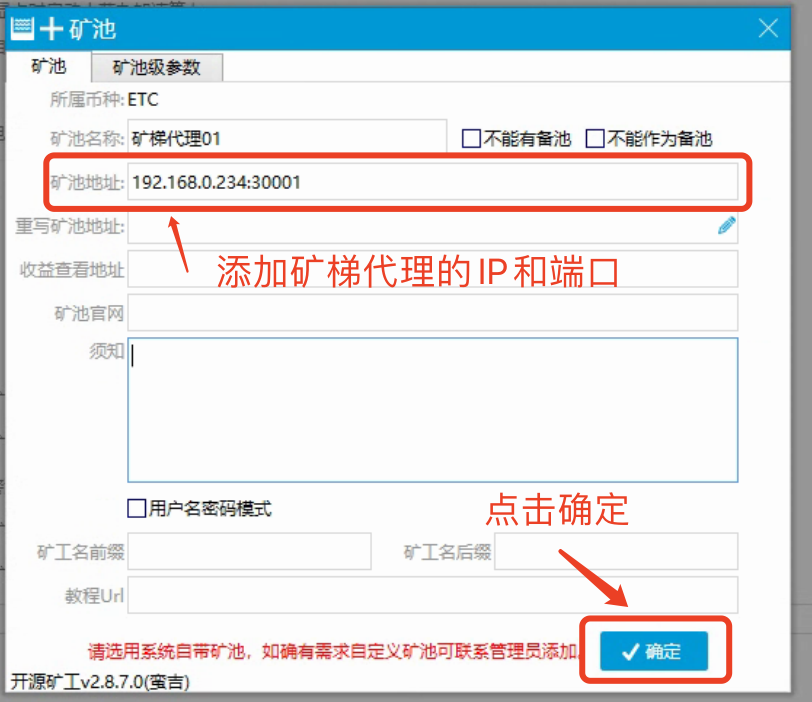 矿池
矿池 矿池级参数
所属币种: ETC
矿池名称: 矿梯代理01 不能有备池 不能作为备池
矿池地址: 192.168.0.234:30001
重写矿池地址:
添加矿梯代理的IP和端口
收益查看地址
矿池官网
须知
用户名密码模式
点击确定
矿工名前缀 矿工名后缀
教程Url
请选用系统自带矿池，如确有需求自定义矿池可联系管理员添加。
确定
开源矿工v2.8.7.0(蛮吉)